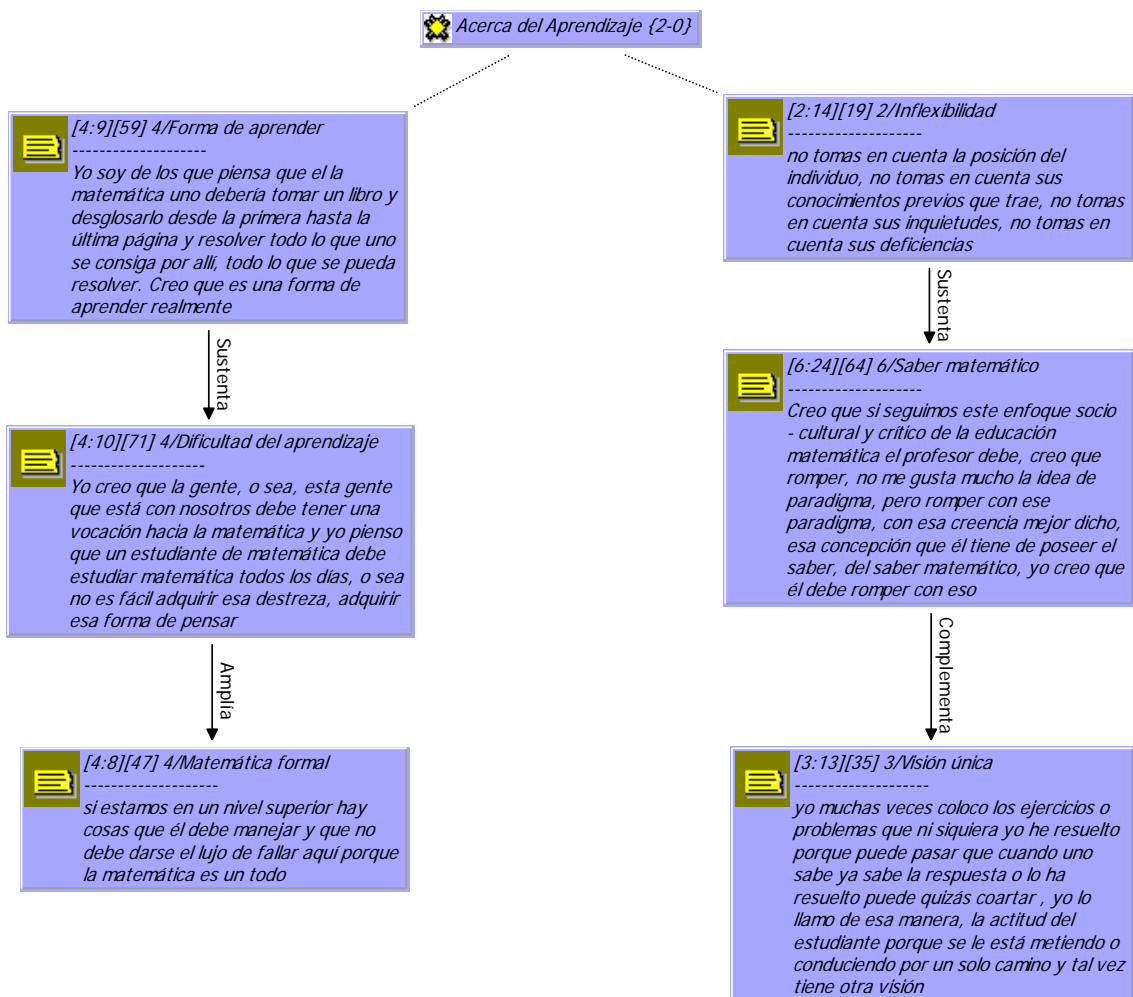 Acerca del Aprendizaje {2-0}
[4:9][59] 4/Forma de aprender
--------------------
Yo soy de los que piensa que el la
matemática uno debería tomar un libro y
desglosarlo desde la primera hasta la
última página y resolver todo lo que uno
se consiga por allí, todo lo que se pueda
resolver. Creo que es una forma de
aprender realmente
Sustenta
[4:10][71] 4/Dificultad del aprendizaje
--------------------
Yo creo que la gente, o sea, esta gente
que está con nosotros debe tener una
vocación hacia la matemática y yo pienso
que un estudiante de matemática debe
estudiar matemática todos los días, o sea
no es fácil adquirir esa destreza, adquirir
esa forma de pensar
Amplía
[4:8][47] 4/Matemática formal
--------------------
si estamos en un nivel superior hay
cosas que él debe manejar y que no
debe darse el lujo de fallar aquí porque
la matemática es un todo
[2:14][19] 2/Inflexibilidad
--------------------
no tomas en cuenta la posición del
individuo, no tomas en cuenta sus
conocimientos previos que trae, no tomas
en cuenta sus inquietudes, no tomas en
cuenta sus deficiencias
Sustenta
[6:24][64] 6/Saber matemático
--------------------
Creo que si seguimos este enfoque socio
- cultural y crítico de la educación
matemática el profesor debe, creo que
romper, no me gusta mucho la idea de
paradigma, pero romper con ese
paradigma, con esa creencia mejor dicho,
esa concepción que él tiene de poseer el
saber, del saber matemático, yo creo que
él debe romper con eso
Complementa
[3:13][35] 3/Visión única
--------------------
yo muchas veces coloco los ejercicios o
problemas que ni siquiera yo he resuelto
porque puede pasar que cuando uno
sabe ya sabe la respuesta o lo ha
resuelto puede quizás coartar , yo lo
llamo de esa manera, la actitud del
estudiante porque se le está metiendo o
conduciendo por un solo camino y tal vez
tiene otra visión